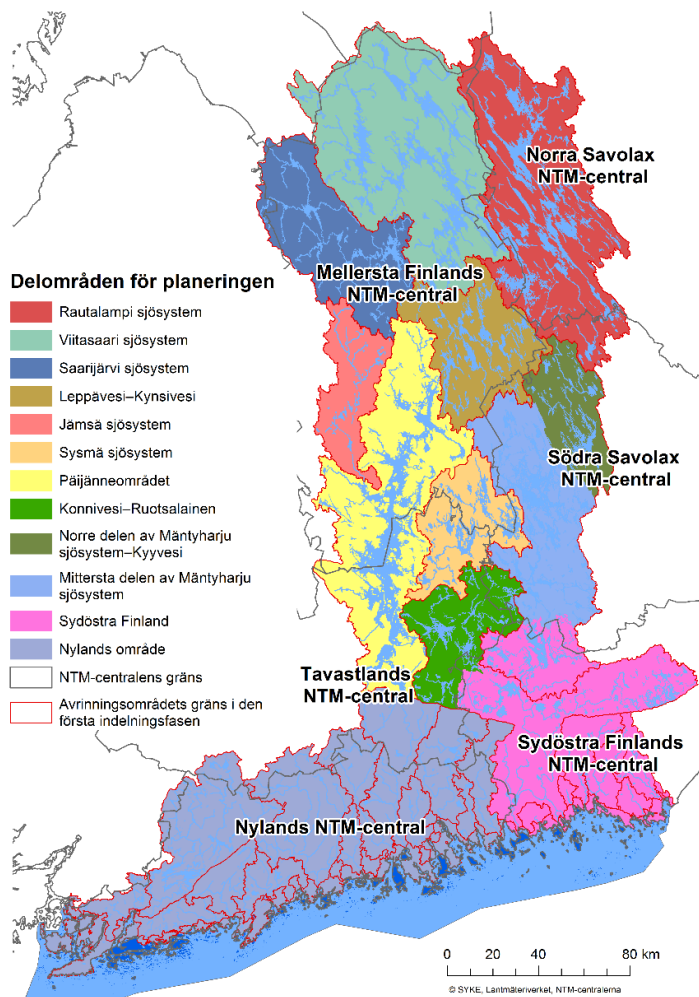 Norra Savolax
NTM-central
Mellersta Finlands
NTM-central
Delområden för planeringen
Rautalampi sjösystem
Viitasaari sjösystem
Saarijärvi sjösystem
Leppävesi–Kynsivesi
Jämsä sjösystem
Sysmä sjösystem
Päijänneområdet
Konnivesi–Ruotsalainen
Norre delen av Mäntyharju
sjösystem–Kyyvesi
Mittersta delen av Mäntyharju
sjösystem
Sydöstra Finland
Nylands område
NTM-centralens gräns
Avrinningsområdets gräns i den
första indelningsfasen
Södra Savolax
NTM-central
Tavastlands
NTM-central
Sydöstra Finlands
NTM-central
Nylands NTM-central
0 20 40 80 km
© SYKE, Lantmäteriverket, NTM-centralerna